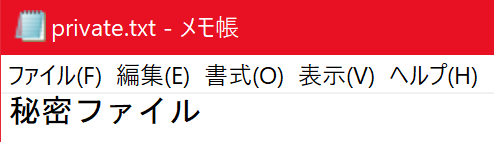 private.txt - メモ帳
ファイル(F) 編集(E) 書式(O) 表示(V) ヘルプ(H)
秘密ファイル